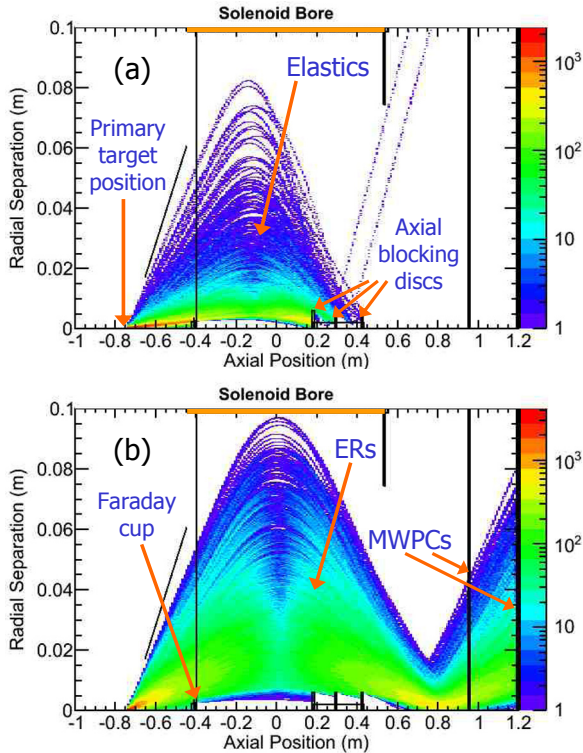 Solenoid Bore
(a)
Elastics
Primary
target
position
Axial
blocking
discs
Radial Separation (m)
0.1
0.08
0.06
0.04
0.02
0
-1 -0.8 -0.6 -0.4 -0.2 0 0.2 0.4 0.6 0.8 1 1.2
Axial Position (m)
10³
10²
10
1
Solenoid Bore
(b)
ERs
Faraday
cup
MWPCs
Radial Separation (m)
0.1
0.08
0.06
0.04
0.02
0
-1 -0.8 -0.6 -0.4 -0.2 0 0.2 0.4 0.6 0.8 1 1.2
Axial Position (m)
10³
10²
10
1